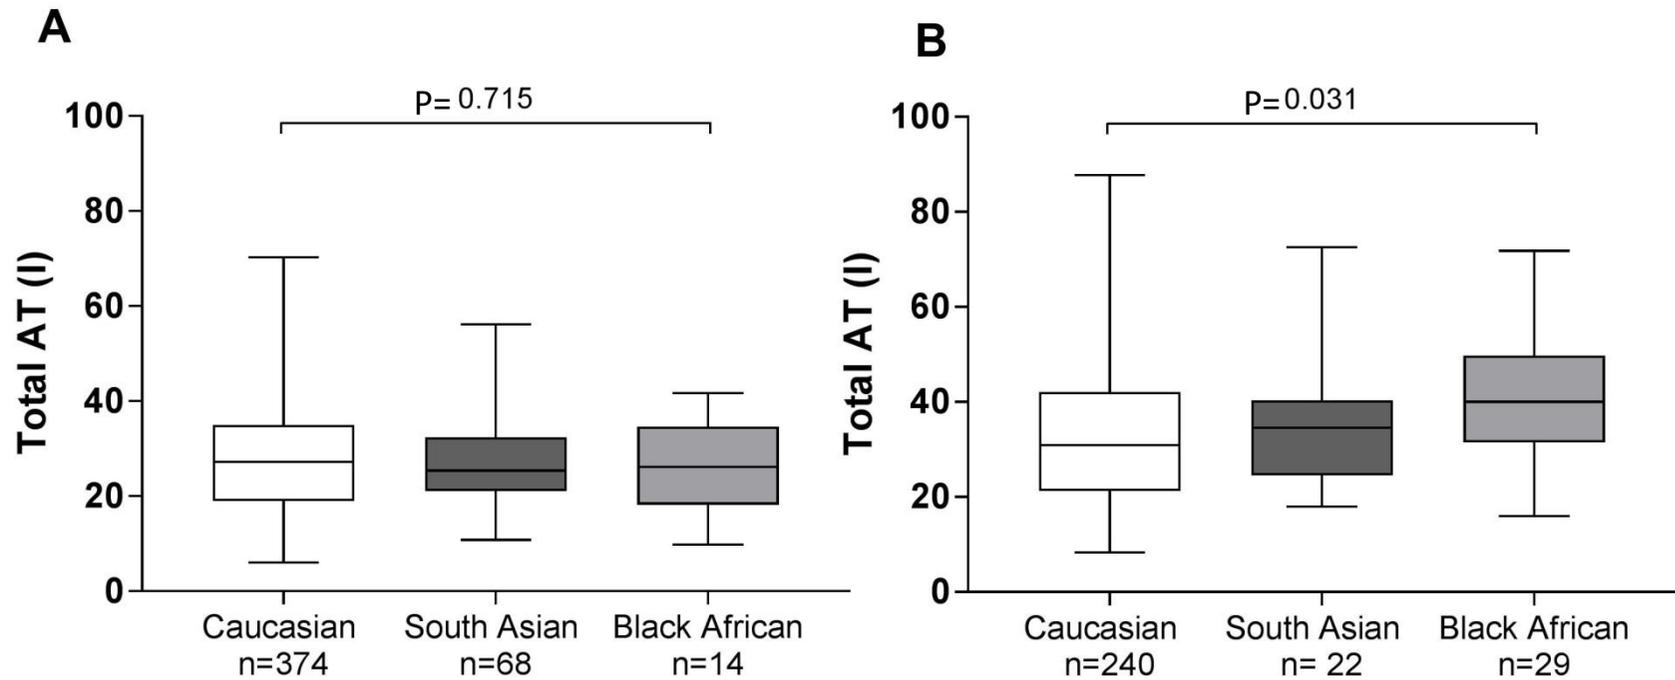 A
P= 0.715
Total AT (l)
100
80
60
40
20
0
Caucasian South Asian Black African
n=374 n=68 n=14
B
P= 0.031
Total AT (l)
100
80
60
40
20
0
Caucasian South Asian Black African
n=240 n= 22 n=29